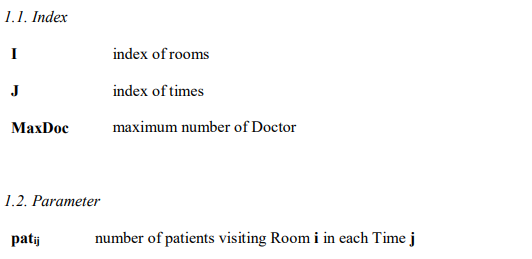 1.1. Index
I index of rooms
J index of times
MaxDoc maximum number of Doctor
1.2. Parameter
patij number of patients visiting Room i in each Time j